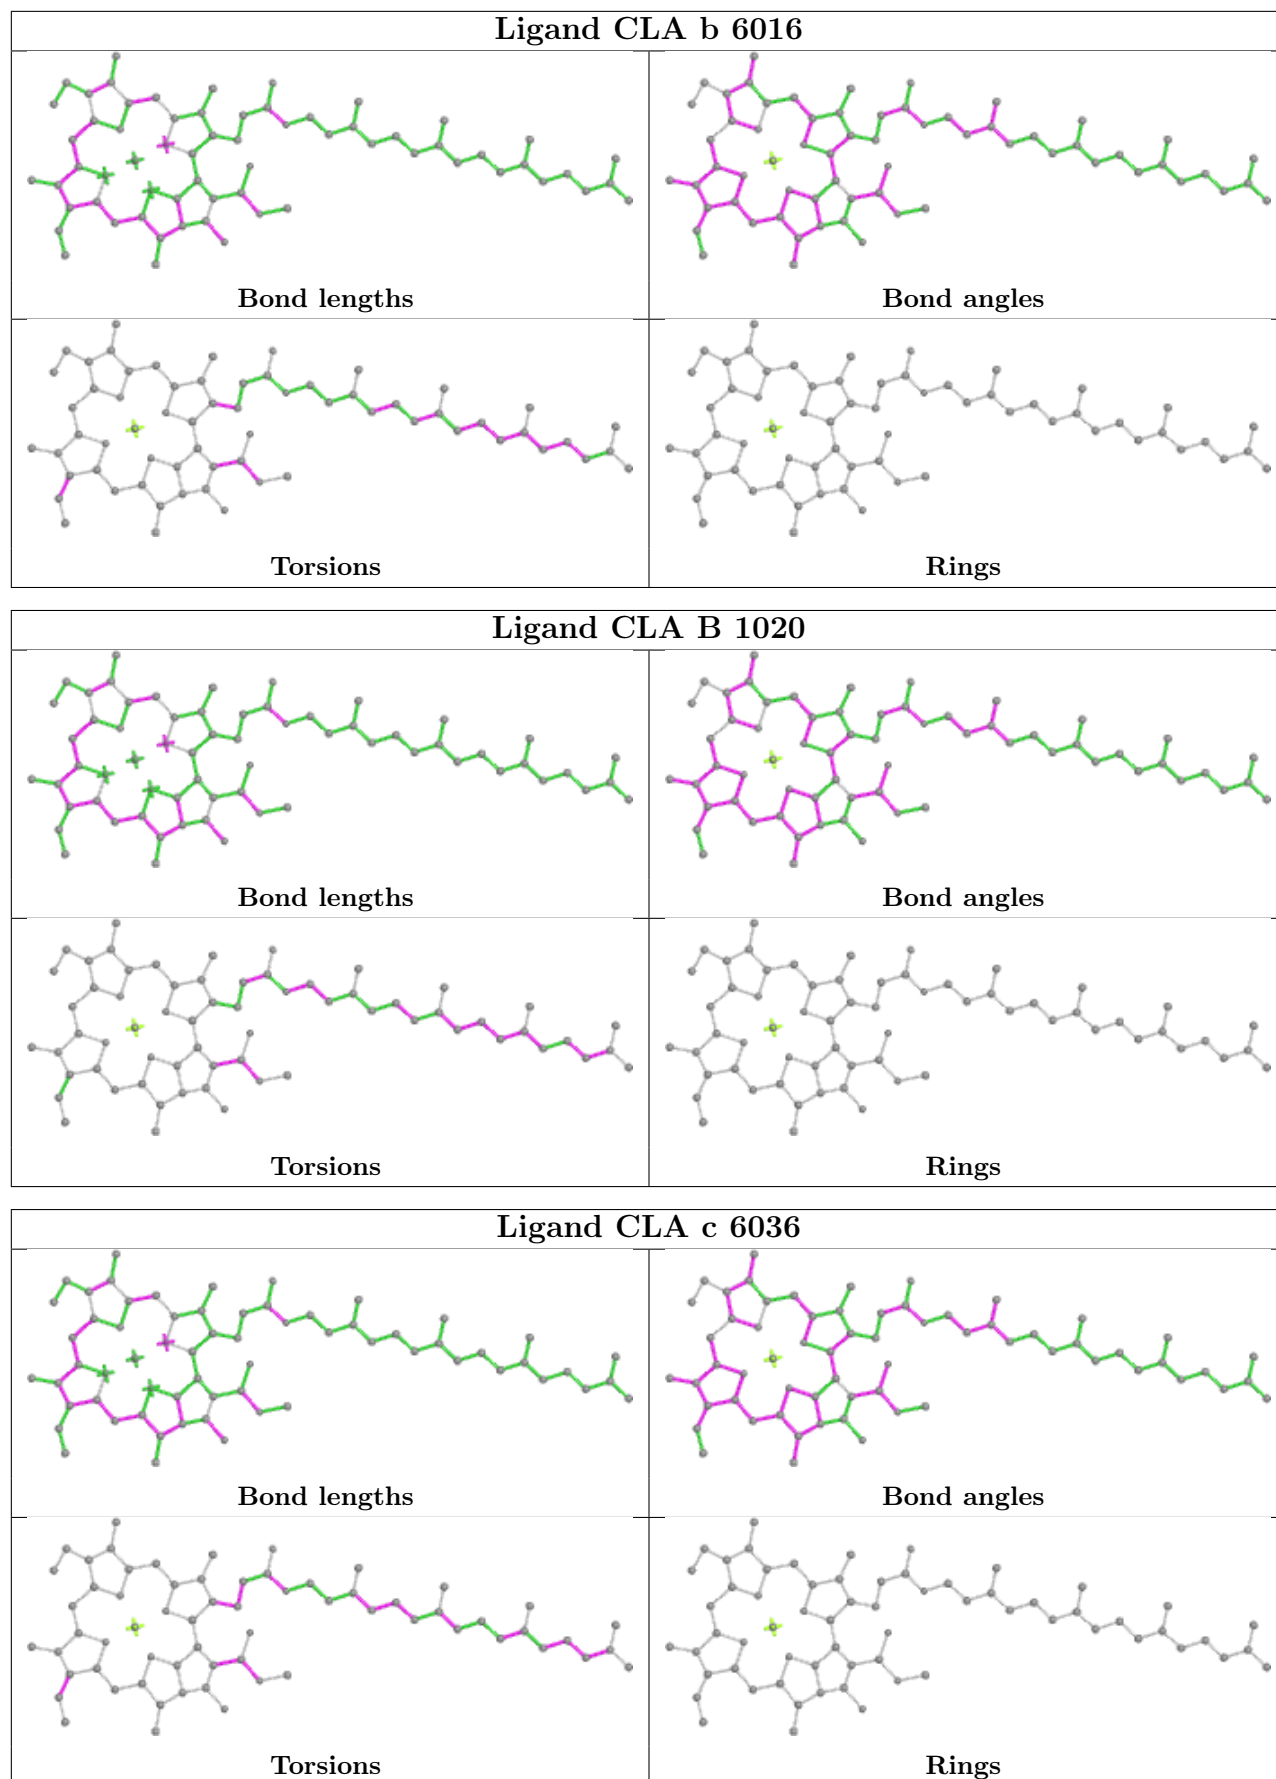 Ligand CLA b 6016
Bond lengths
Bond angles
Torsions
Rings
Ligand CLA B 1020
Bond lengths
Bond angles
Torsions
Rings
Ligand CLA c 6036
Bond lengths
Bond angles
Torsions
Rings